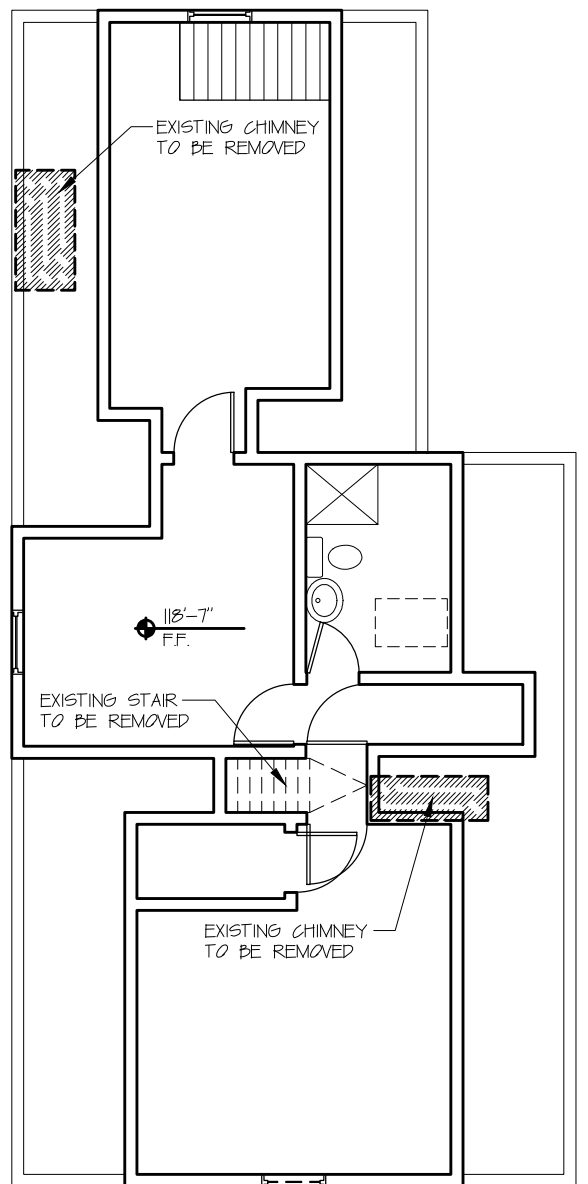 EXISTING CHIMNEY
TO BE REMOVED
118'-7"
F.F.
EXISTING STAIR
TO BE REMOVED
EXISTING CHIMNEY
TO BE REMOVED